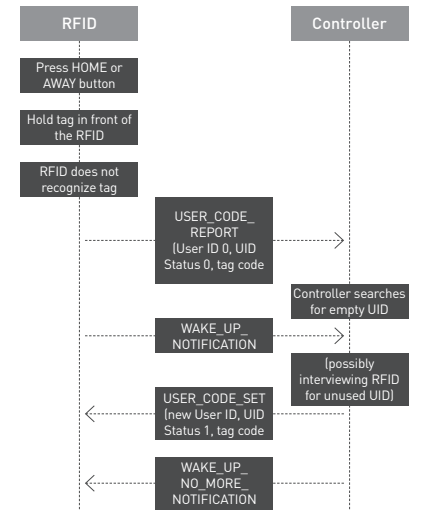 RFID
Controller
Press HOME or
AWAY button
Hold tag in front of
the RFID
RFID does not
recognize tag
USER_CODE_
REPORT
(User ID 0, UID
Status 0, tag code
Controller searches
for empty UID
WAKE_UP_
NOTIFICATION
(possibly
interviewing RFID
for unused UID)
USER_CODE_SET
(new User ID, UID
Status 1, tag code
WAKE_UP_
NO_MORE_
NOTIFICATION